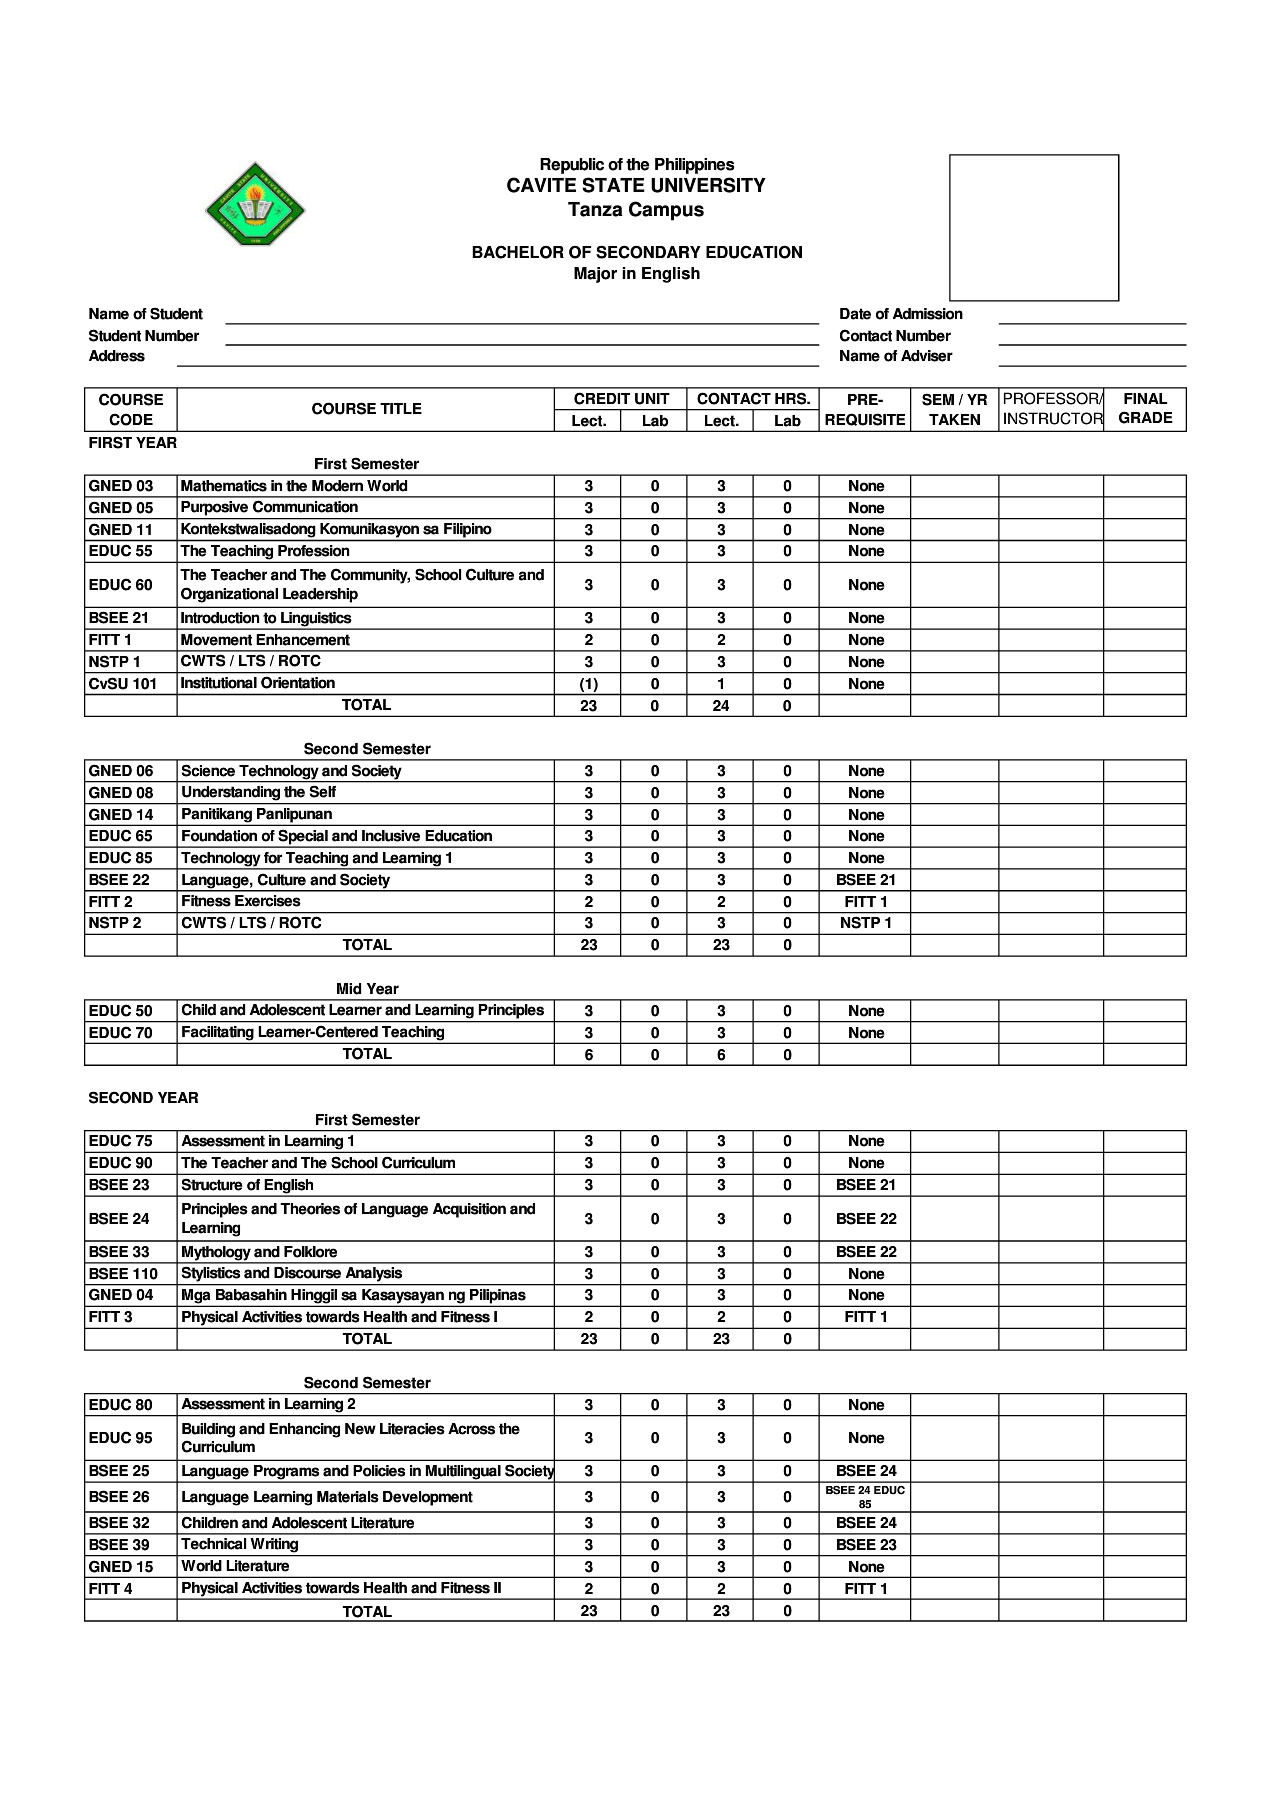 Republic of the Philippines
CAVITE STATE UNIVERSITY
Tanza Campus
BACHELOR OF SECONDARY EDUCATION
Major in English
Name of Student
Date of Admission
Student Number
Contact Number
Address
Name of Adviser
COURSE CODE COURSE TITLE CREDIT UNIT CONTACT HRS. PRE-REQUISITE SEM / YR TAKEN PROFESSOR/ INSTRUCTOR FINAL GRADE
Lect. Lab Lect. Lab
FIRST YEAR
First Semester
GNED 03 Mathematics in the Modern World 3 0 3 0 None
GNED 05 Purposive Communication 3 0 3 0 None
GNED 11 Kontekstwalisadong Komunikasyon sa Filipino 3 0 3 0 None
EDUC 55 The Teaching Profession 3 0 3 0 None
EDUC 60 The Teacher and The Community, School Culture and Organizational Leadership 3 0 3 0 None
BSEE 21 Introduction to Linguistics 3 0 3 0 None
FITT 1 Movement Enhancement 2 0 2 0 None
NSTP 1 CWTS / LTS / ROTC 3 0 3 0 None
CvSU 101 Institutional Orientation (1) 0 1 0 None
TOTAL 23 0 24 0
Second Semester
GNED 06 Science Technology and Society 3 0 3 0 None
GNED 08 Understanding the Self 3 0 3 0 None
GNED 14 Panitikang Panlipunan 3 0 3 0 None
EDUC 65 Foundation of Special and Inclusive Education 3 0 3 0 None
EDUC 85 Technology for Teaching and Learning 1 3 0 3 0 None
BSEE 22 Language, Culture and Society 3 0 3 0 BSEE 21
FITT 2 Fitness Exercises 2 0 2 0 FITT 1
NSTP 2 CWTS / LTS / ROTC 3 0 3 0 NSTP 1
TOTAL 23 0 23 0
Mid Year
EDUC 50 Child and Adolescent Learner and Learning Principles 3 0 3 0 None
EDUC 70 Facilitating Learner-Centered Teaching 3 0 3 0 None
TOTAL 6 0 6 0
SECOND YEAR
First Semester
EDUC 75 Assessment in Learning 1 3 0 3 0 None
EDUC 90 The Teacher and The School Curriculum 3 0 3 0 None
BSEE 23 Structure of English 3 0 3 0 BSEE 21
BSEE 24 Principles and Theories of Language Acquisition and Learning 3 0 3 0 BSEE 22
BSEE 33 Mythology and Folklore 3 0 3 0 BSEE 22
BSEE 110 Stylistics and Discourse Analysis 3 0 3 0 None
GNED 04 Mga Babasahin Hinggil sa Kasaysayan ng Pilipinas 3 0 3 0 None
FITT 3 Physical Activities towards Health and Fitness I 2 0 2 0 FITT 1
TOTAL 23 0 23 0
Second Semester
EDUC 80 Assessment in Learning 2 3 0 3 0 None
EDUC 95 Building and Enhancing New Literacies Across the Curriculum 3 0 3 0 None
BSEE 25 Language Programs and Policies in Multilingual Society 3 0 3 0 BSEE 24
BSEE 26 Language Learning Materials Development 3 0 3 0 BSEE 24 EDUC 85
BSEE 32 Children and Adolescent Literature 3 0 3 0 BSEE 24
BSEE 39 Technical Writing 3 0 3 0 BSEE 23
GNED 15 World Literature 3 0 3 0 None
FITT 4 Physical Activities towards Health and Fitness II 2 0 2 0 FITT 1
TOTAL 23 0 23 0